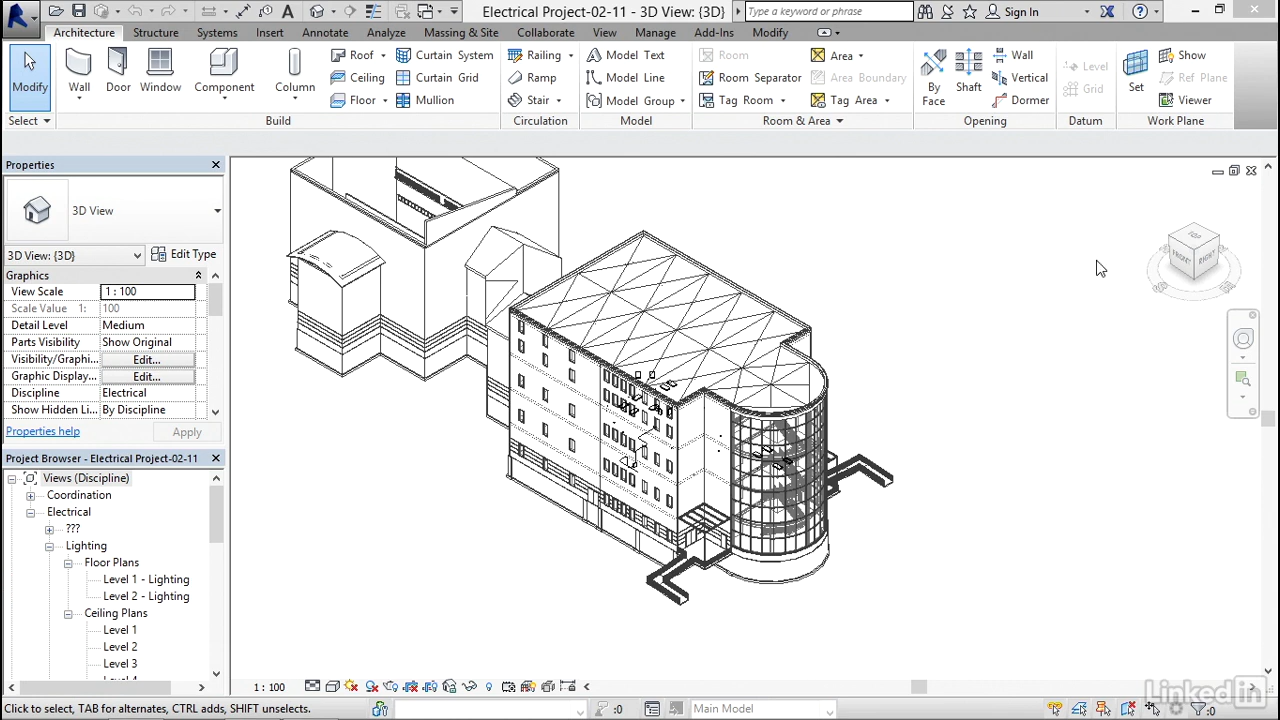 Electrical Project-02-11 - 3D View: {3D}
Type a keyword or phrase
Sign In
Architecture Structure Systems Insert Annotate Analyze Massing & Site Collaborate View Manage Add-Ins Modify
Modify
Wall
Door
Window
Component
Column
Roof
Ceiling
Floor
Curtain System
Curtain Grid
Mullion
Railing
Ramp
Stair
Model Text
Model Line
Model Group
Room
Room Separator
Tag Room
Area
Area Boundary
Tag Area
By Face
Shaft
Wall
Vertical
Dormer
Level
Grid
Set
Show
Ref Plane
Viewer
Select Build Circulation Model Room & Area Opening Datum Work Plane
Properties
3D View
3D View: {3D} Edit Type
Graphics
View Scale 1 : 100
Scale Value 1: 100
Detail Level Medium
Parts Visibility Show Original
Visibility/Graphi... Edit...
Graphic Display... Edit...
Discipline Electrical
Show Hidden Li... By Discipline
Properties help Apply
Project Browser - Electrical Project-02-11
Views (Discipline)
Coordination
Electrical
???
Lighting
Floor Plans
Level 1 - Lighting
Level 2 - Lighting
Ceiling Plans
Level 1
Level 2
Level 3
TOP
FRONT
RIGHT
1 : 100
Click to select, TAB for alternates, CTRL adds, SHIFT unselects.
:0
Main Model
:0
Linked in